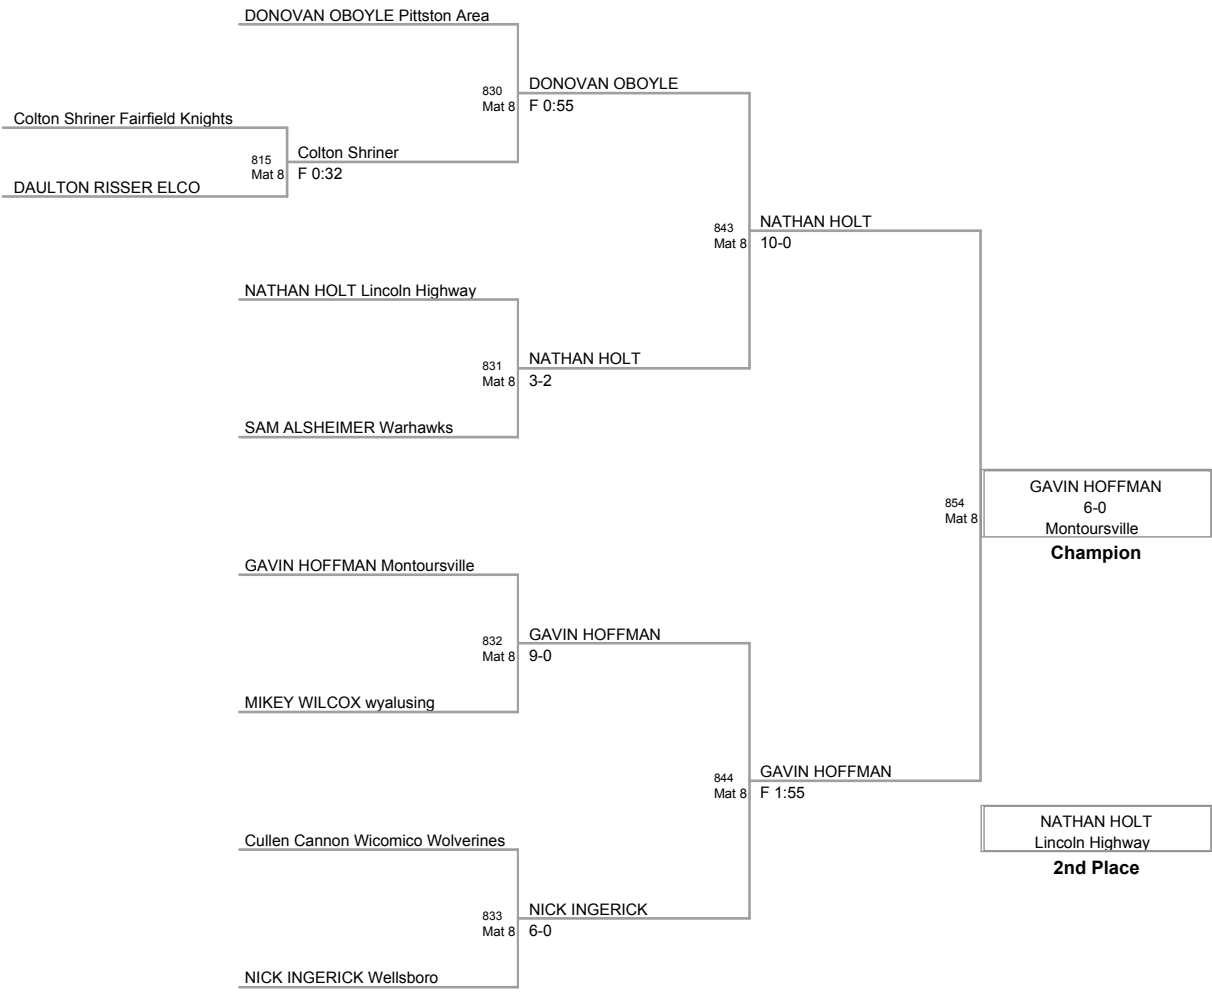 DONOVAN OBOYLE Pittston Area
830
Mat 8
DONOVAN OBOYLE
F 0:55
Colton Shriner Fairfield Knights
815
Mat 8
Colton Shriner
F 0:32
DAULTON RISSER ELCO
843
Mat 8
NATHAN HOLT
10-0
NATHAN HOLT Lincoln Highway
831
Mat 8
NATHAN HOLT
3-2
SAM ALSHEIMER Warhawks
854
Mat 8
GAVIN HOFFMAN
6-0
Montoursville
Champion
GAVIN HOFFMAN Montoursville
832
Mat 8
GAVIN HOFFMAN
9-0
MIKEY WILCOX wyalusing
844
Mat 8
GAVIN HOFFMAN
F 1:55
NATHAN HOLT
Lincoln Highway
2nd Place
Cullen Cannon Wicomico Wolverines
833
Mat 8
NICK INGERICK
6-0
NICK INGERICK Wellsboro